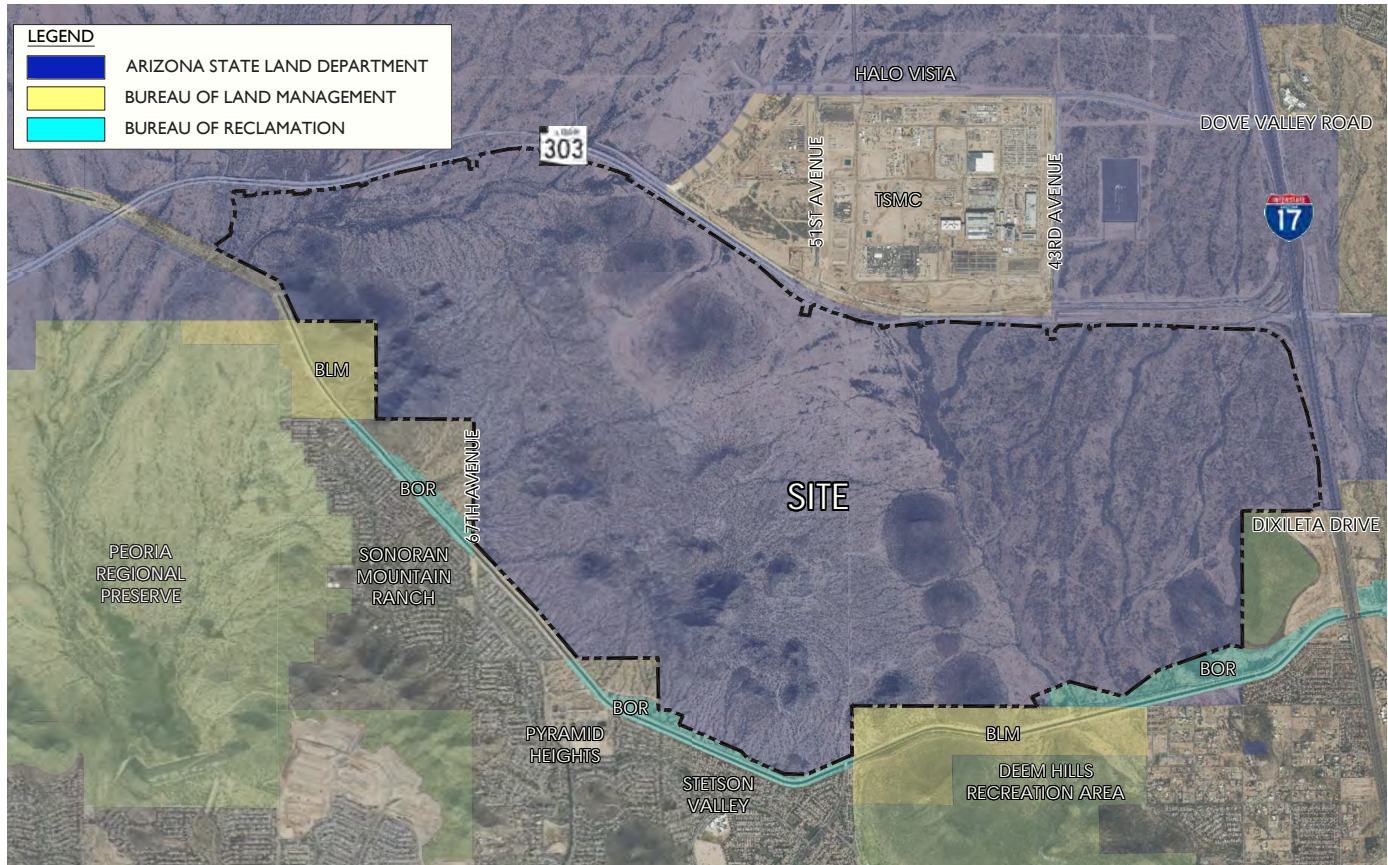 LEGEND
ARIZONA STATE LAND DEPARTMENT
BUREAU OF LAND MANAGEMENT
BUREAU OF RECLAMATION
HALO VISTA
DOVE VALLEY ROAD
303
51ST AVENUE
TSMC
43RD AVENUE
INTERSTATE
17
BLM
67TH AVENUE
BOR
SITE
DIXILETA DRIVE
PEORIA
REGIONAL
PRESERVE
SONORAN
MOUNTAIN
RANCH
BOR
BOR
PYRAMID
HEIGHTS
BLM
STETSON
VALLEY
DEEM HILLS
RECREATION AREA